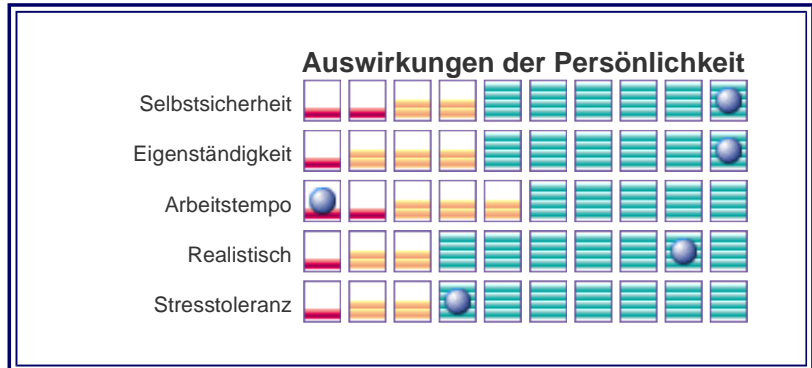 Auswirkungen der Persönlichkeit
Selbstsicherheit
Eigenständigkeit
Arbeitstempo
Realistisch
Stresstoleranz